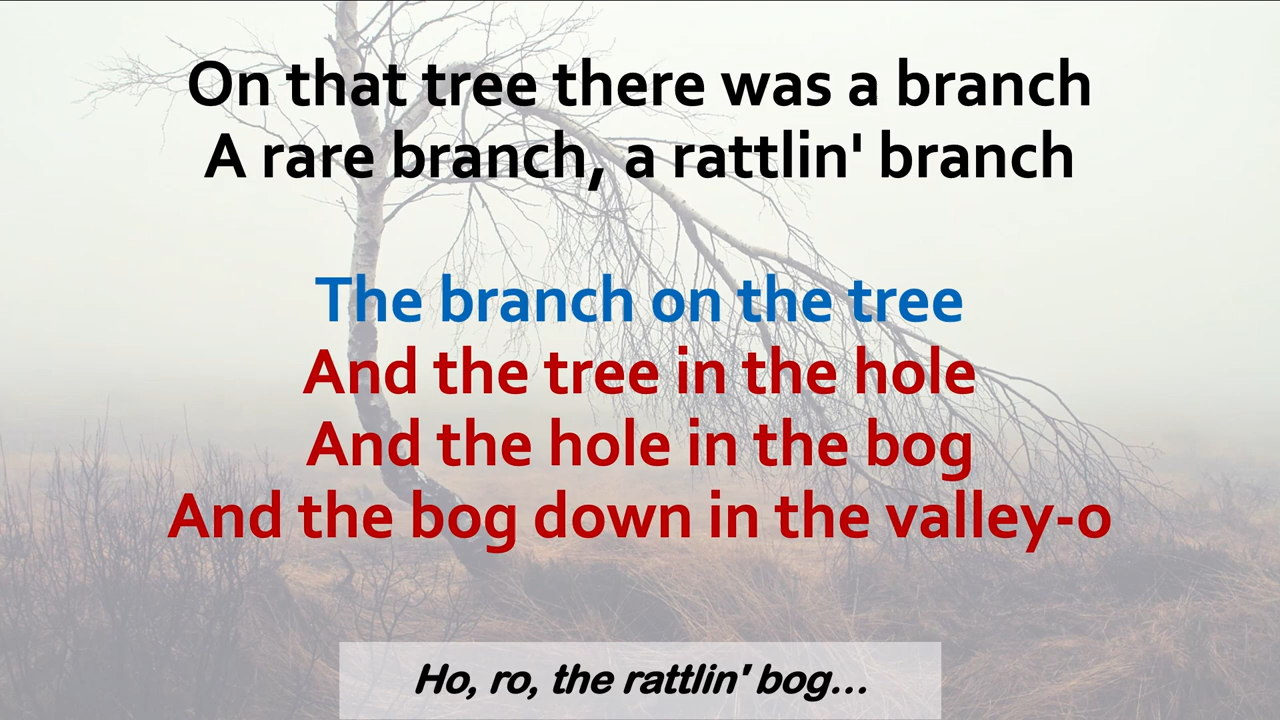 On that tree there was a branch
A rare branch, a rattlin' branch
The branch on the tree
And the tree in the hole
And the hole in the bog
And the bog down in the valley-o
Ho, ro, the rattlin' bog...